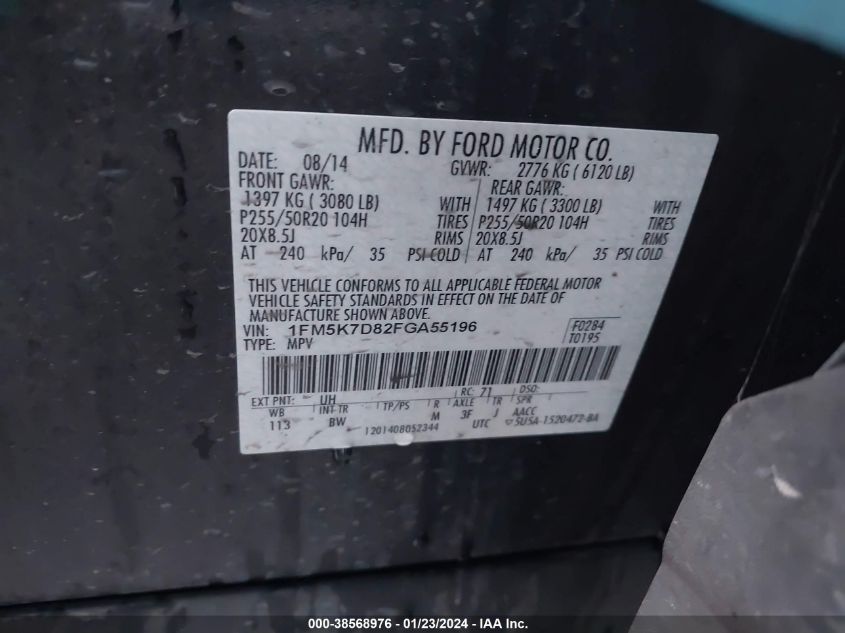 MFD. BY FORD MOTOR CO.
DATE: 08/14 GVWR: 2776 KG ( 6120 LB)
FRONT GAWR: REAR GAWR:
1397 KG ( 3080 LB) WITH 1497 KG ( 3300 LB) WITH
P255/50R20 104H TIRES P255/50R20 104H TIRES
20X8.5J RIMS 20X8.5J RIMS
AT 240 kPa/ 35 PSI COLD AT 240 kPa/ 35 PSI COLD
THIS VEHICLE CONFORMS TO ALL APPLICABLE FEDERAL MOTOR
VEHICLE SAFETY STANDARDS IN EFFECT ON THE DATE OF
MANUFACTURE SHOWN ABOVE.
VIN: 1FM5K7D82FGA55196 F0284
TYPE: MPV T0195
EXT PNT: UH RC: 71 DSO:
WB INT TR TP/PS R AXLE TR SPR
113 BW M 3F J AACC
1201408052344 UTC 5U5A-1520472-BA
000-38568976 - 01/23/2024 - IAA Inc.